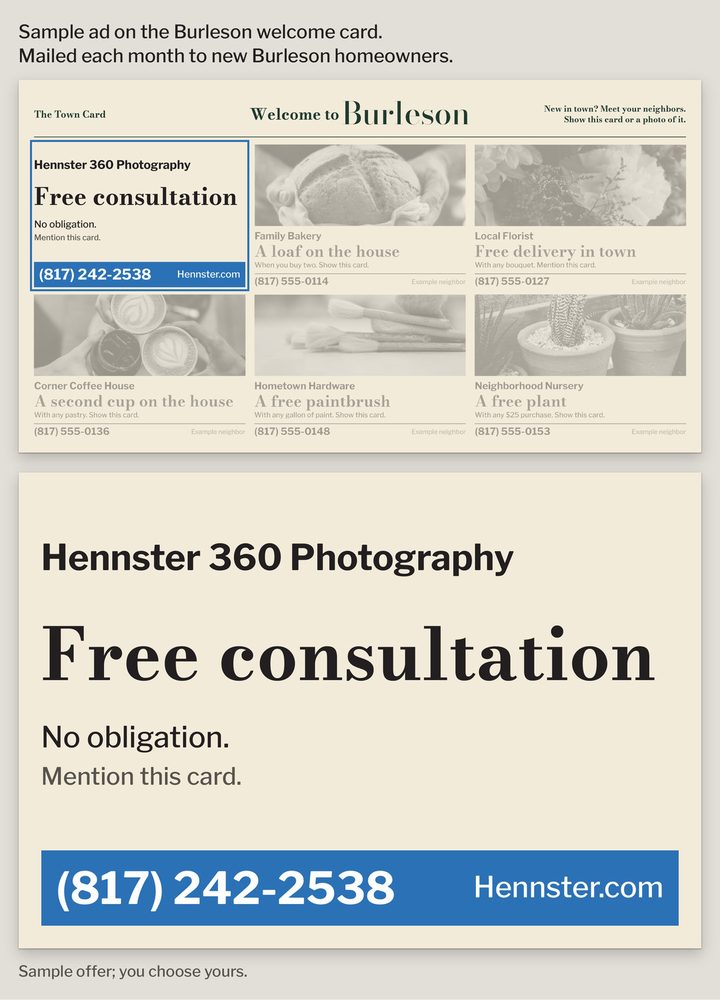 Sample ad on the Burleson welcome card.
Mailed each month to new Burleson homeowners.
The Town Card
Welcome to Burleson
New in town? Meet your neighbors.
Show this card or a photo of it.
Hennster 360 Photography
Free consultation
No obligation.
Mention this card.
(817) 242-2538 Hennster.com
Family Bakery
A loaf on the house
When you buy two. Show this card.
(817) 555-0114 Example neighbor
Local Florist
Free delivery in town
With any bouquet. Mention this card.
(817) 555-0127 Example neighbor
Corner Coffee House
A second cup on the house
With any pastry. Show this card.
(817) 555-0136 Example neighbor
Hometown Hardware
A free paintbrush
With any gallon of paint. Show this card.
(817) 555-0148 Example neighbor
Neighborhood Nursery
A free plant
With any $25 purchase. Show this card.
(817) 555-0153 Example neighbor
Hennster 360 Photography
Free consultation
No obligation.
Mention this card.
(817) 242-2538 Hennster.com
Sample offer; you choose yours.